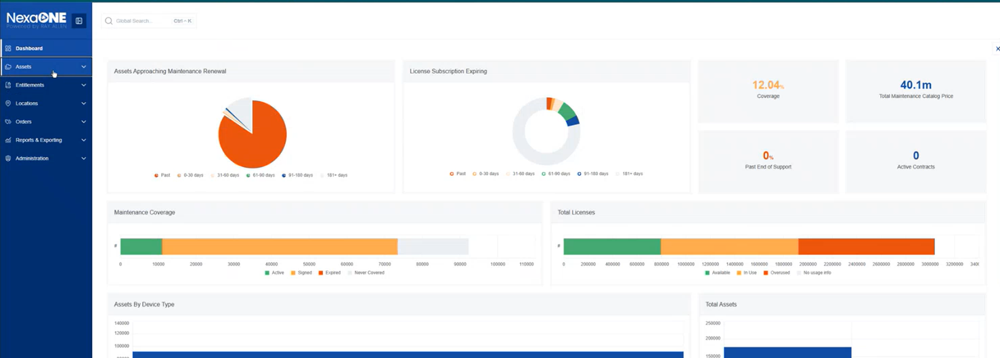 NexaONE
Powered by RAY ALLEN
Global Search...
Ctrl - K
Dashboard
Assets
Entitlements
Locations
Orders
Reports & Exporting
Administration
Assets Approaching Maintenance Renewal
Past 0-30 days 31-60 days 61-90 days 91-180 days 181+ days
License Subscription Expiring
Past 0-30 days 31-60 days 61-90 days 91-180 days 181+ days
12.04%
Coverage
40.1m
Total Maintenance Catalog Price
0%
Past End of Support
0
Active Contracts
Maintenance Coverage
#
0 10000 20000 30000 40000 50000 60000 70000 80000 90000 100000 110000
Active Signed Expired Never Covered
Total Licenses
#
0 200000 400000 600000 800000 1000000 1200000 1400000 1600000 1800000 2000000 2200000 2400000 2600000 2800000 3000000 3200000 340(
Available In Use Overused No usage info
Assets By Device Type
140000
120000
100000
Total Assets
250000
200000
150000